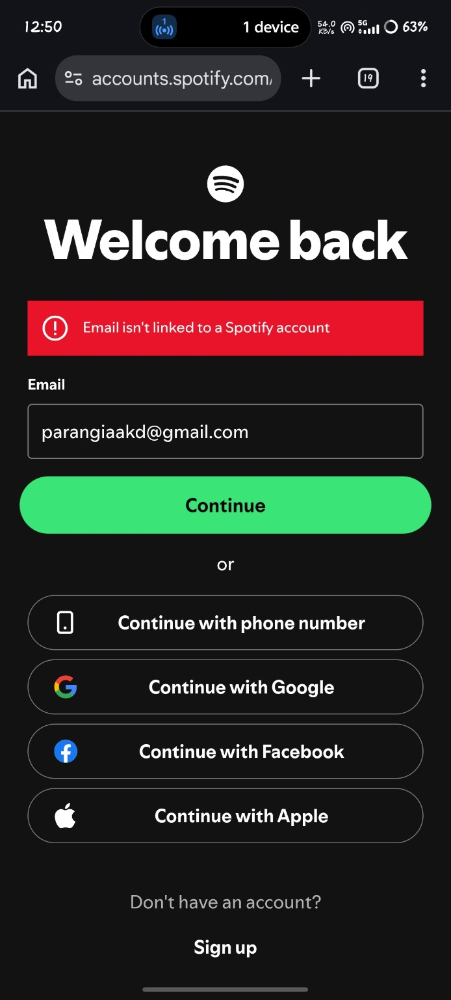 12:50
1
1 device
54.0
KB/s
5G
63%
accounts.spotify.com/
19
Welcome back
Email isn't linked to a Spotify account
Email
parangiaakd@gmail.com
Continue
or
Continue with phone number
Continue with Google
Continue with Facebook
Continue with Apple
Don't have an account?
Sign up